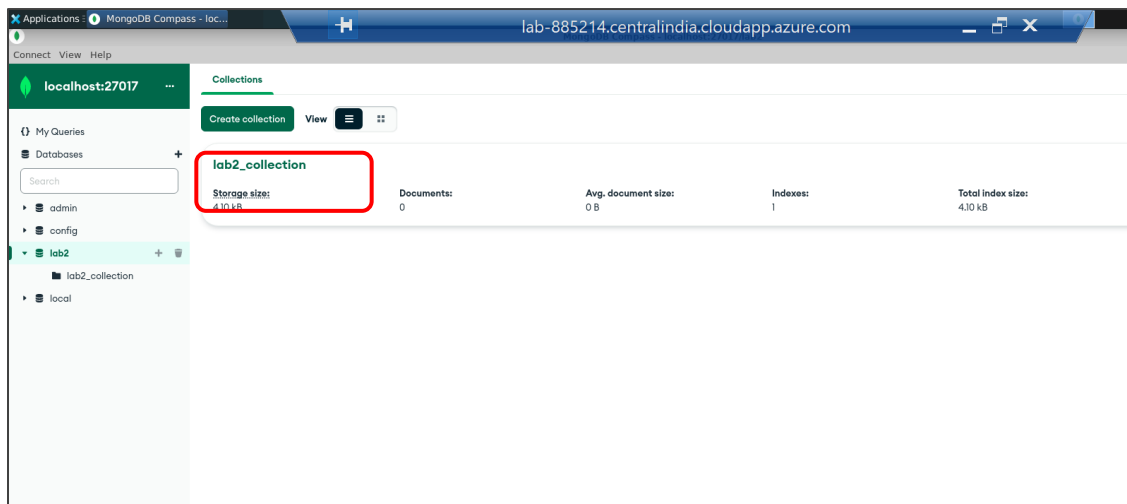 Applications : MongoDB Compass - loc...
lab-885214.centralindia.cloudapp.azure.com
Connect View Help
localhost:27017 ...
Collections
Create collection View
{} My Queries
Databases +
Search
lab2_collection
Storage size: Documents: Avg. document size: Indexes: Total index size:
4.10 kB 0 0 B 1 4.10 kB
admin
config
lab2 +
lab2_collection
local